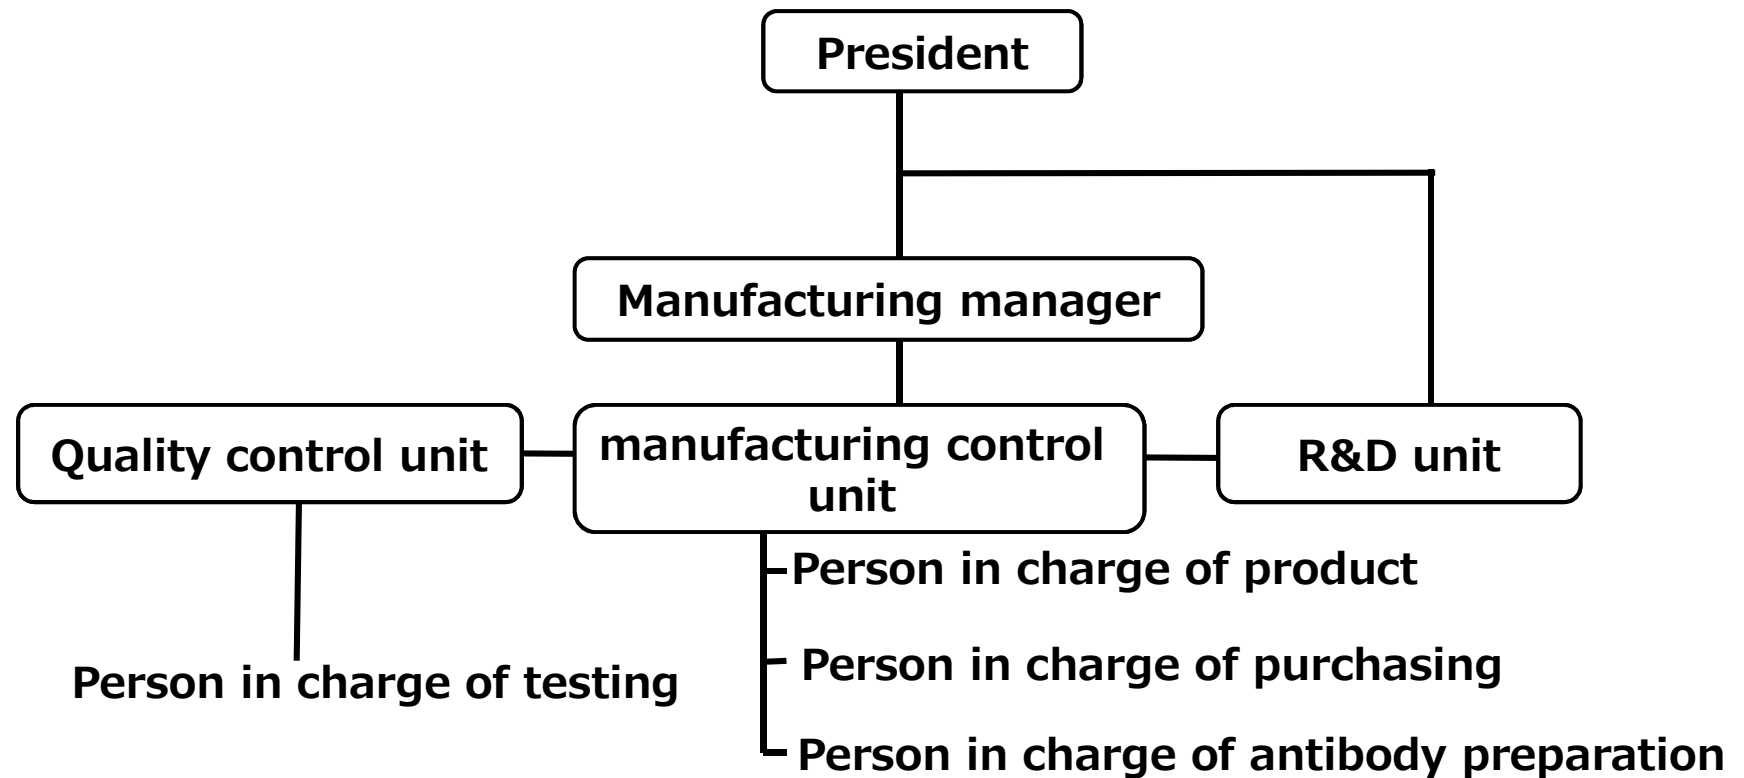 President
Manufacturing manager
Quality control unit
manufacturing control
unit
R&D unit
Person in charge of product
Person in charge of purchasing
Person in charge of testing
Person in charge of antibody preparation